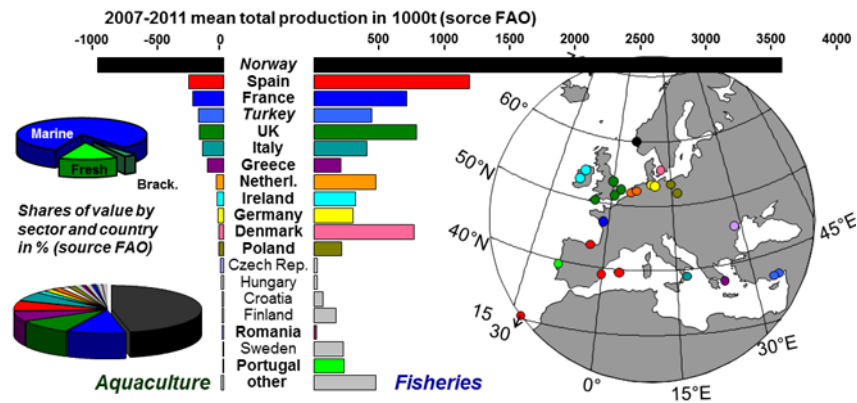 2007-2011 mean total production in 1000t (sorce FAO)
-1000 -500 0 0 500 1000 2000 2500 3000 3500 4000
Norway
Spain
France
Turkey
UK
Italy
Greece
Netherl.
Ireland
Germany
Denmark
Poland
Czech Rep.
Hungary
Croatia
Finland
Romania
Sweden
Portugal
other
Marine
Fresh
Brack.
Shares of value by
sector and country
in % (source FAO)
Aquaculture
Fisheries
60°
50°N
40°N
15
30
0°
15°E
30°E
45°E